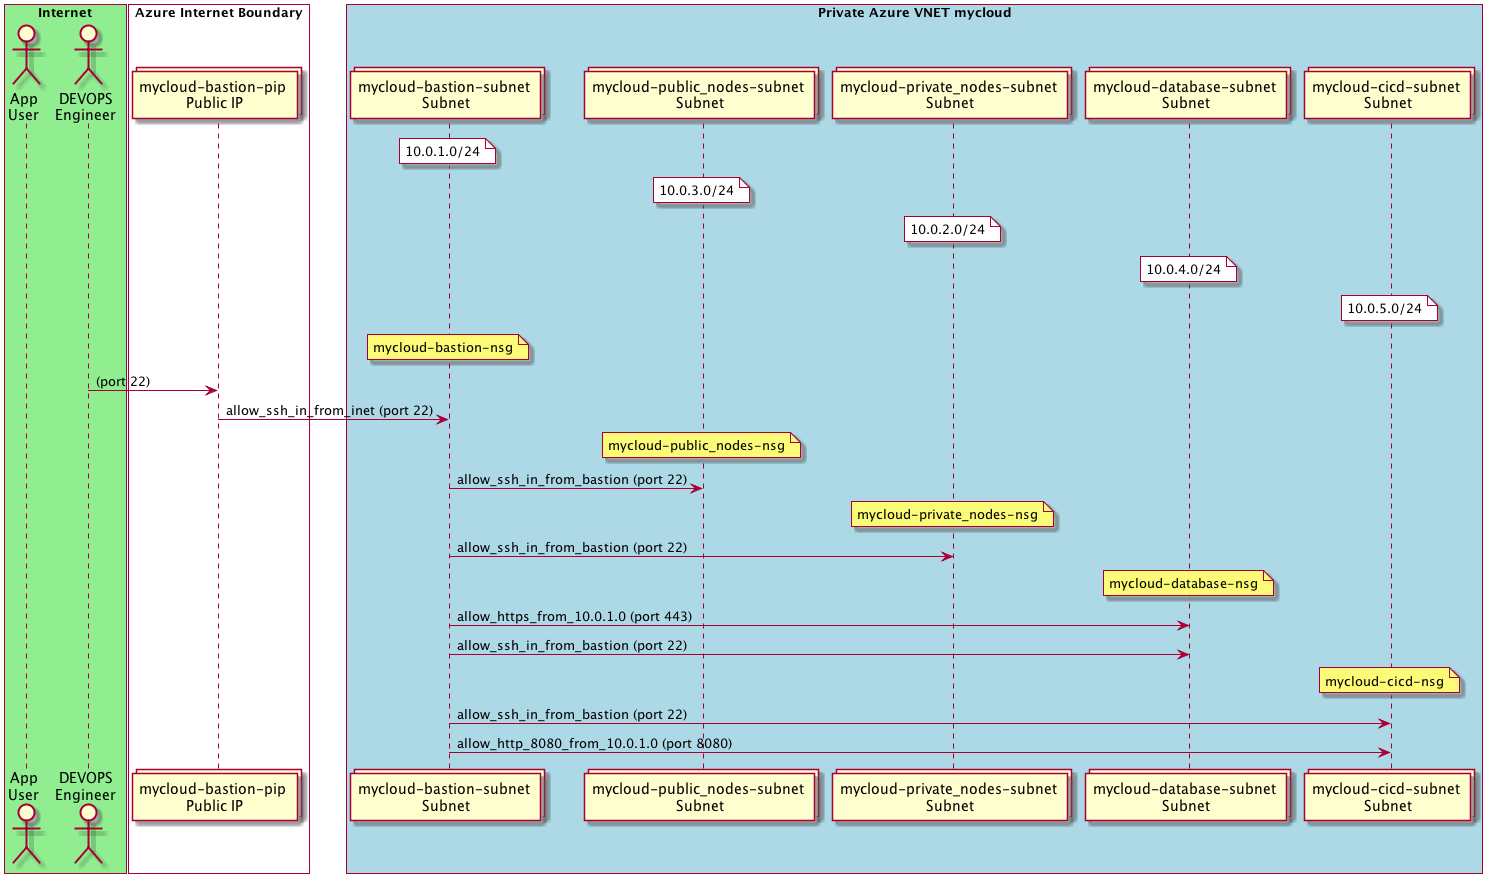 Internet
Azure Internet Boundary
Private Azure VNET mycloud
App
User
DEVOPS
Engineer
mycloud-bastion-pip
Public IP
mycloud-bastion-subnet
Subnet
mycloud-public_nodes-subnet
Subnet
mycloud-private_nodes-subnet
Subnet
mycloud-database-subnet
Subnet
mycloud-cicd-subnet
Subnet
10.0.1.0/24
10.0.3.0/24
10.0.2.0/24
10.0.4.0/24
10.0.5.0/24
mycloud-bastion-nsg
(port 22)
allow_ssh_in_from_inet (port 22)
mycloud-public_nodes-nsg
allow_ssh_in_from_bastion (port 22)
mycloud-private_nodes-nsg
allow_ssh_in_from_bastion (port 22)
mycloud-database-nsg
allow_https_from_10.0.1.0 (port 443)
allow_ssh_in_from_bastion (port 22)
mycloud-cicd-nsg
allow_ssh_in_from_bastion (port 22)
allow_http_8080_from_10.0.1.0 (port 8080)
App
User
DEVOPS
Engineer
mycloud-bastion-pip
Public IP
mycloud-bastion-subnet
Subnet
mycloud-public_nodes-subnet
Subnet
mycloud-private_nodes-subnet
Subnet
mycloud-database-subnet
Subnet
mycloud-cicd-subnet
Subnet